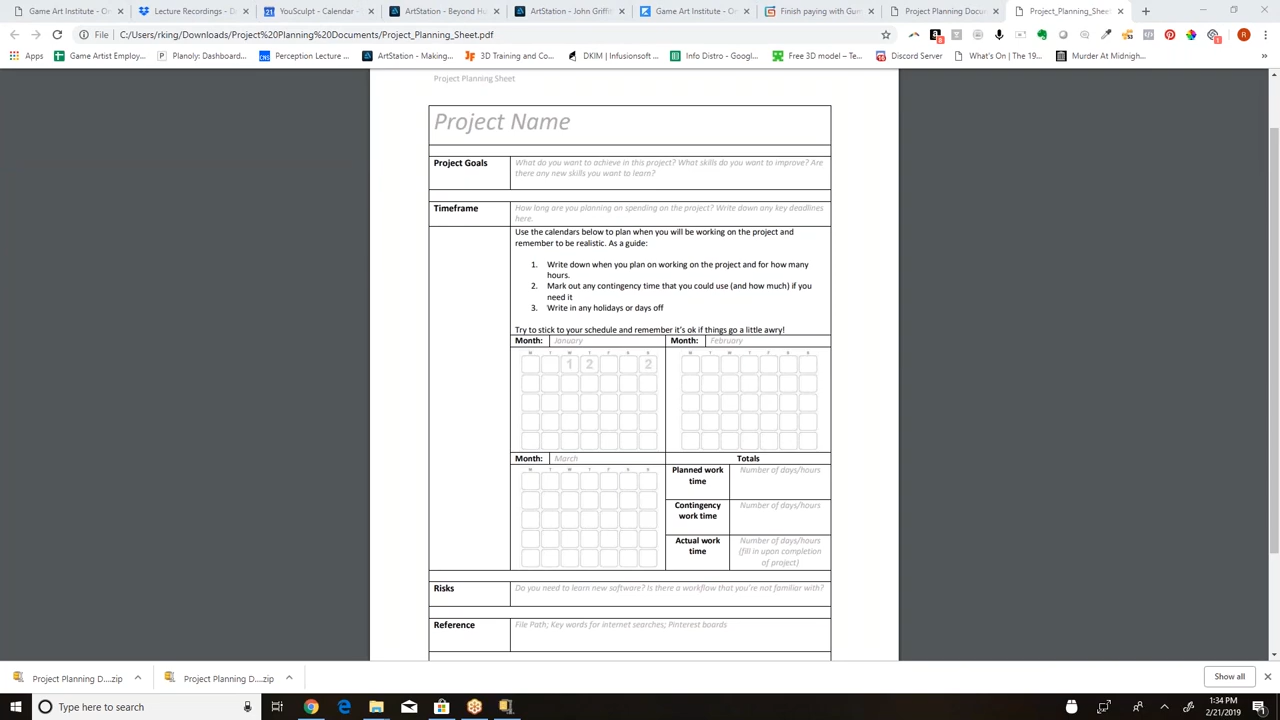 Game Art Institute - On
Lecture Recordings - Dr
YouSculpt - Calendar -
ArtStation - Beyond Hu
ArtStation - John Griffin
Game Art Institute - On
Finish paying with Gum
Project Planning Docu
Project_Planning_Sheet
File
C:/Users/rking/Downloads/Project%20Planning%20Documents/Project_Planning_Sheet.pdf
Apps
Game Artist Employ...
Planoly: Dashboard...
Perception Lecture ...
ArtStation - Making...
3D Training and Co...
DKIM | Infusionsoft ...
Info Distro - Googl...
Free 3D model – Te...
Discord Server
What's On | The 19...
Murder At Midnigh...
Project Planning Sheet
Project Name
Project Goals
What do you want to achieve in this project? What skills do you want to improve? Are
there any new skills you want to learn?
Timeframe
How long are you planning on spending on the project? Write down any key deadlines
here.
Use the calendars below to plan when you will be working on the project and
remember to be realistic. As a guide:
1. Write down when you plan on working on the project and for how many
hours.
2. Mark out any contingency time that you could use (and how much) if you
need it
3. Write in any holidays or days off
Try to stick to your schedule and remember it's ok if things go a little awry!
Month: January
Month: February
M T W T F S S
M T W T F S S
1 2 2
Month: March
Totals
M T W T F S S
Planned work
time
Number of days/hours
Contingency
work time
Number of days/hours
Actual work
time
Number of days/hours
(fill in upon completion
of project)
Risks
Do you need to learn new software? Is there a workflow that you're not familiar with?
Reference
File Path; Key words for internet searches; Pinterest boards
Project Planning D....zip
Project Planning D....zip
Show all
Type here to search
1:34 PM
2/21/2019